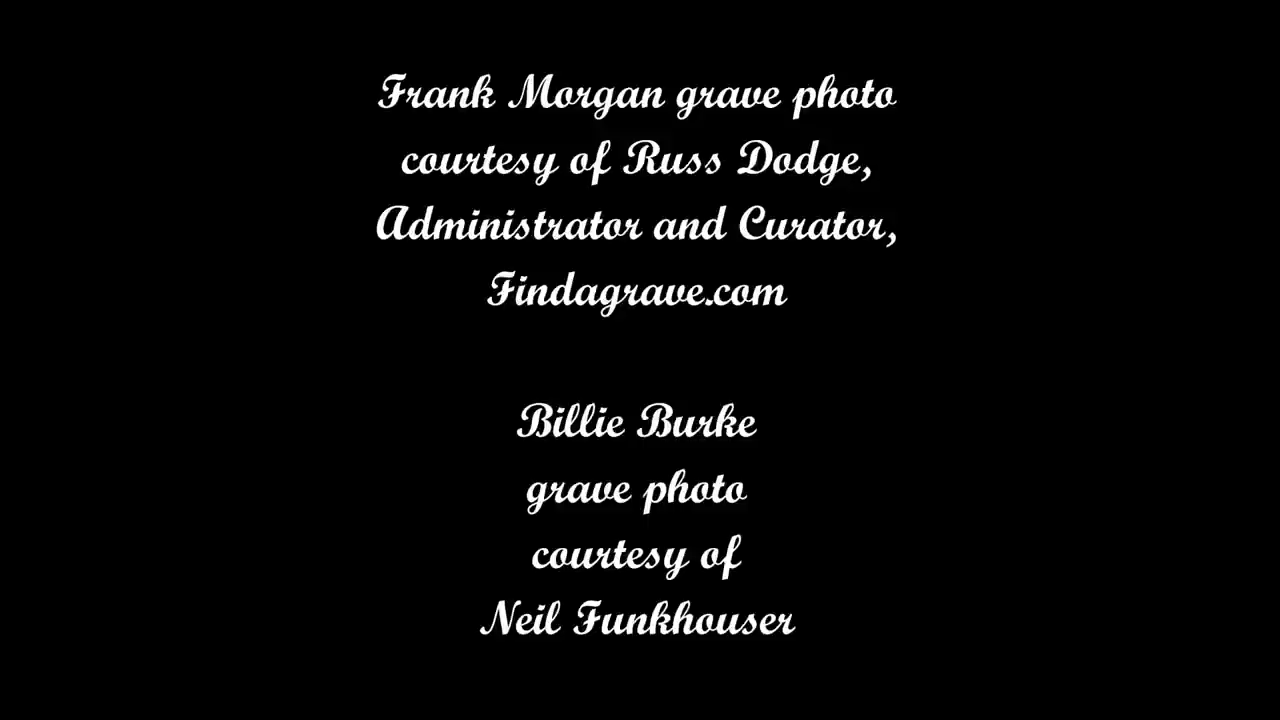 Frank Morgan grave photo
courtesy of Russ Dodge,
Administrator and Curator,
Findagrave.com
Billie Burke
grave photo
courtesy of
Neil Funkhouser